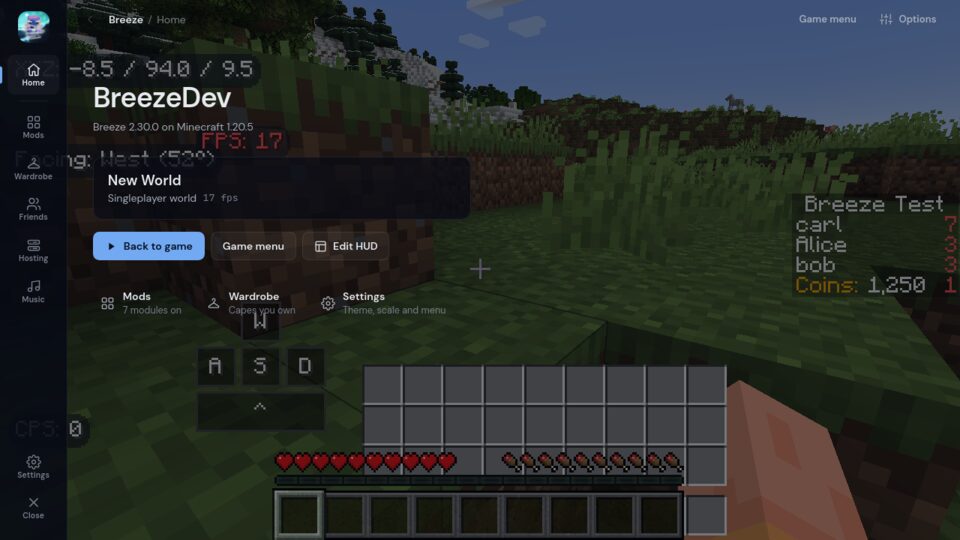 Breeze / Home
Game menu
Options
XYZ: -8.5 / 94.0 / 9.5
Home
BreezeDev
Breeze 2.30.0 on Minecraft 1.20.5
FPS: 17
Mods
Facing: West (52°)
Wardrobe
New World
Singleplayer world 17 fps
Friends
Breeze Test
carl 7
Alice 3
bob 3
Coins: 1,250 1
Back to game
Game menu
Edit HUD
Hosting
Music
Mods
7 modules on
Wardrobe
Capes you own
Settings
Theme, scale and menu
W
A S D
^
CPS: 0
Settings
Close